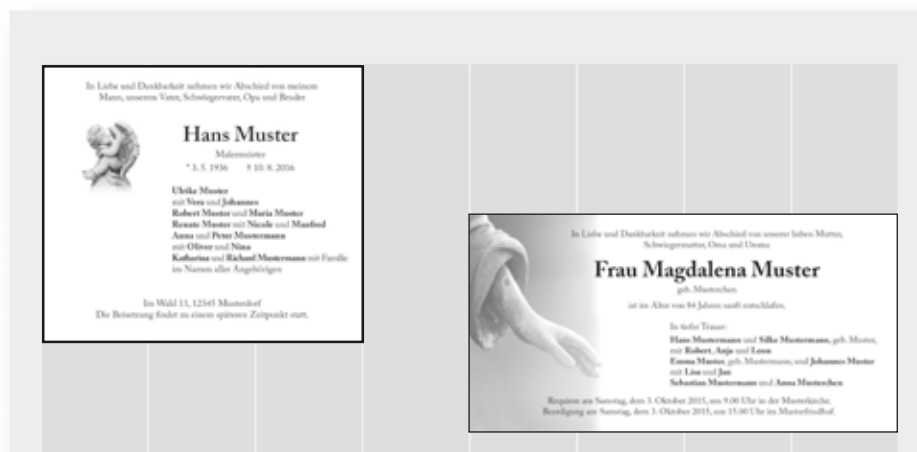 In Liebe und Dankbarkeit nehmen wir Abschied von meinem
Mann, unserem Vater, Schwiegervater, Opa und Bruder
Hans Muster
Malermeister
* 3. 5. 1936 † 10. 8. 2016
Ulrike Muster
mit Vera und Johannes
Robert Muster und Maria Muster
Renate Muster mit Nicole und Manfred
Anna und Peter Mustermann
mit Oliver und Nina
Katharina und Richard Mustermann mit Familie
im Namen aller Angehörigen
Im Wald 11, 12345 Musterdorf
Die Beisetzung findet zu einem späteren Zeitpunkt statt.
In Liebe und Dankbarkeit nehmen wir Abschied von unserer lieben Mutter,
Schwiegermutter, Oma und Uroma
Frau Magdalena Muster
geb. Musterchen
ist im Alter von 84 Jahren sanft entschlafen.
In tiefer Trauer:
Hans Mustermann und Silke Mustermann, geb. Muster,
mit Robert, Anja und Leon
Emma Muster, geb. Mustermann, und Johannes Muster
mit Lisa und Jan
Sebastian Mustermann und Anna Musterchen
Requiem am Samstag, dem 3. Oktober 2015, um 9.00 Uhr in der Musterkirche.
Beerdigung am Samstag, dem 3. Oktober 2015, um 15.00 Uhr im Musterfriedhof.